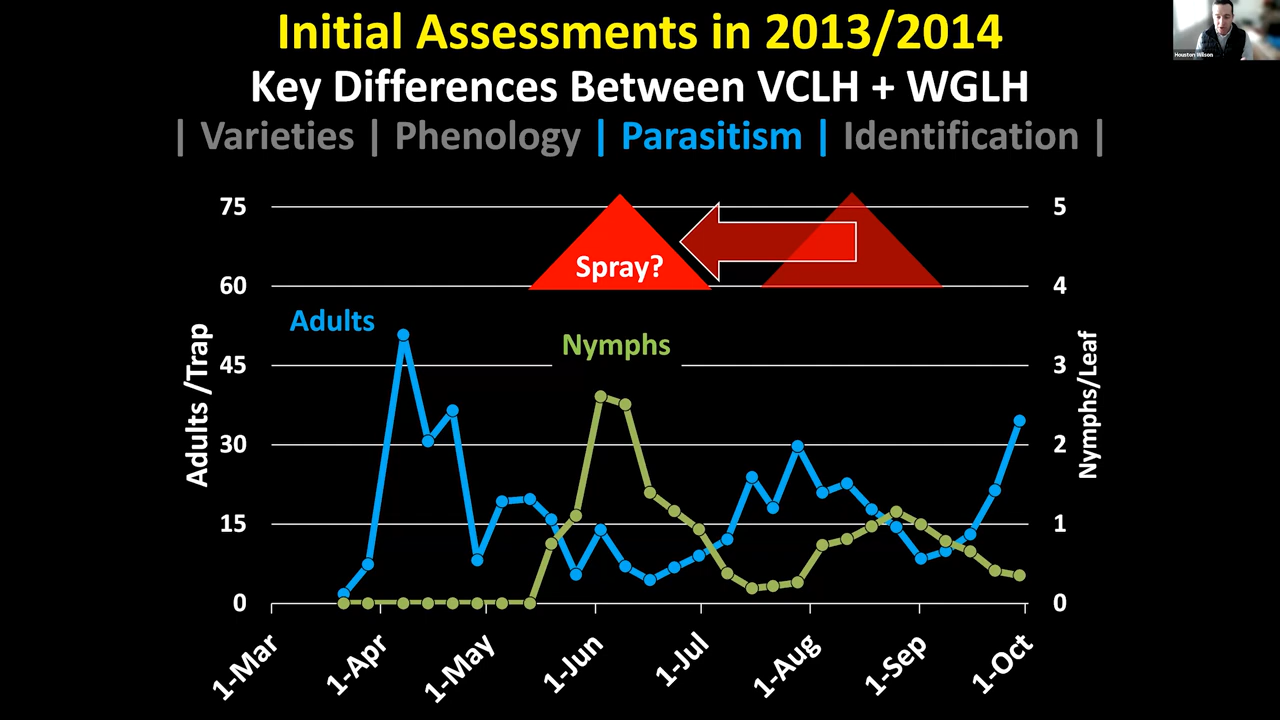 Initial Assessments in 2013/2014
Key Differences Between VCLH + WGLH
| Varieties | Phenology | Parasitism | Identification |
Houston Wilson
75
60
45
30
15
0
Adults /Trap
Adults
Spray?
Nymphs
5
4
3
2
1
0
Nymphs/Leaf
1-Mar
1-Apr
1-May
1-Jun
1-Jul
1-Aug
1-Sep
1-Oct